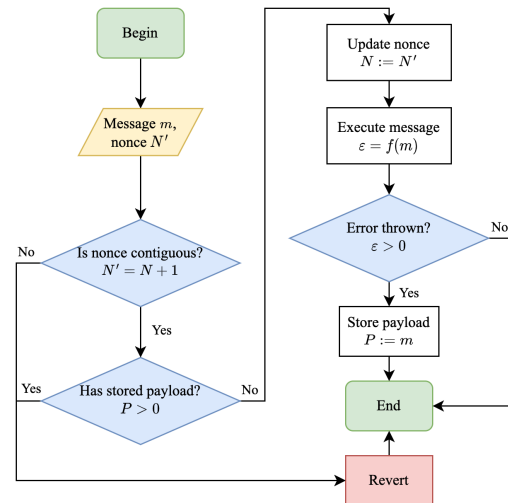 Begin
Message m,
nonce N′
Is nonce contiguous?
N′ = N + 1
No
Yes
Has stored payload?
P > 0
Yes
No
Update nonce
N := N′
Execute message
ε = f(m)
Error thrown?
ε > 0
No
Yes
Store payload
P := m
End
Revert